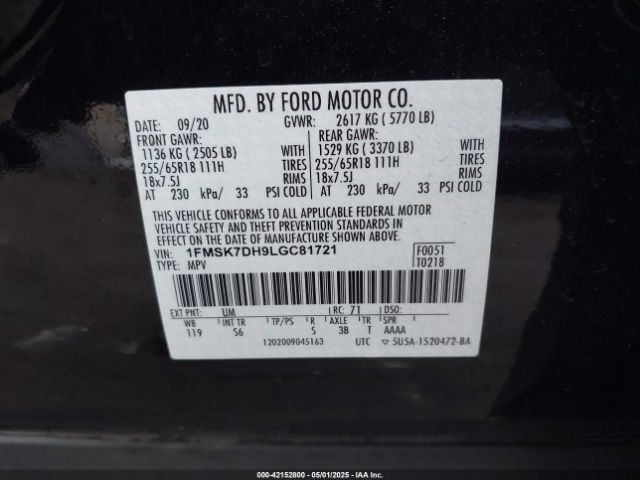 MFD. BY FORD MOTOR CO.
DATE: 09/20 GVWR: 2617 KG ( 5770 LB)
FRONT GAWR: REAR GAWR:
1136 KG ( 2505 LB) WITH 1529 KG ( 3370 LB) WITH
255/65R18 111H TIRES 255/65R18 111H TIRES
18x7.5J RIMS 18x7.5J RIMS
AT 230 kPa/ 33 PSI COLD AT 230 kPa/ 33 PSI COLD
THIS VEHICLE CONFORMS TO ALL APPLICABLE FEDERAL MOTOR
VEHICLE SAFETY AND THEFT PREVENTION STANDARDS IN
EFFECT ON THE DATE OF MANUFACTURE SHOWN ABOVE.
VIN: 1FMSK7DH9LGC81721 F0051
TYPE: MPV T0218
EXT PNT: UM RC: 71 DSO:
WB INT TR TP/PS R AXLE TR SPR
119 S6 S 3B T AAAA
1202009045163 UTC ▽ 5U5A-1520472-BA
000-42152800 - 05/01/2025 - Copyright IAA, Inc.